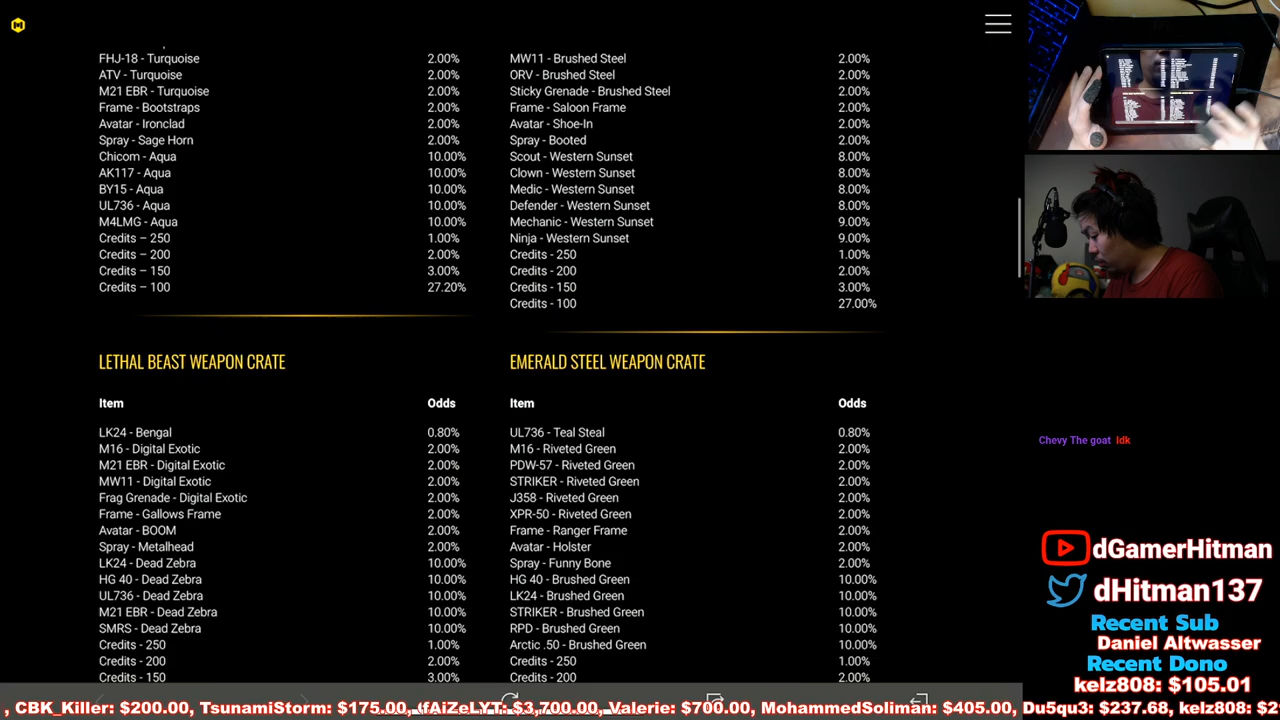 FHJ-18 - Turquoise 2.00%
ATV - Turquoise 2.00%
M21 EBR - Turquoise 2.00%
Frame - Bootstraps 2.00%
Avatar - Ironclad 2.00%
Spray - Sage Horn 2.00%
Chicom - Aqua 10.00%
AK117 - Aqua 10.00%
BY15 - Aqua 10.00%
UL736 - Aqua 10.00%
M4LMG - Aqua 10.00%
Credits – 250 1.00%
Credits – 200 2.00%
Credits – 150 3.00%
Credits – 100 27.20%
MW11 - Brushed Steel 2.00%
ORV - Brushed Steel 2.00%
Sticky Grenade - Brushed Steel 2.00%
Frame - Saloon Frame 2.00%
Avatar - Shoe-In 2.00%
Spray - Booted 2.00%
Scout - Western Sunset 8.00%
Clown - Western Sunset 8.00%
Medic - Western Sunset 8.00%
Defender - Western Sunset 8.00%
Mechanic - Western Sunset 9.00%
Ninja - Western Sunset 9.00%
Credits - 250 1.00%
Credits - 200 2.00%
Credits - 150 3.00%
Credits - 100 27.00%
LETHAL BEAST WEAPON CRATE
Item Odds
LK24 - Bengal 0.80%
M16 - Digital Exotic 2.00%
M21 EBR - Digital Exotic 2.00%
MW11 - Digital Exotic 2.00%
Frag Grenade - Digital Exotic 2.00%
Frame - Gallows Frame 2.00%
Avatar - BOOM 2.00%
Spray - Metalhead 2.00%
LK24 - Dead Zebra 10.00%
HG 40 - Dead Zebra 10.00%
UL736 - Dead Zebra 10.00%
M21 EBR - Dead Zebra 10.00%
SMRS - Dead Zebra 10.00%
Credits - 250 1.00%
Credits - 200 2.00%
Credits - 150 3.00%
EMERALD STEEL WEAPON CRATE
Item Odds
UL736 - Teal Steal 0.80%
M16 - Riveted Green 2.00%
PDW-57 - Riveted Green 2.00%
STRIKER - Riveted Green 2.00%
J358 - Riveted Green 2.00%
XPR-50 - Riveted Green 2.00%
Frame - Ranger Frame 2.00%
Avatar - Holster 2.00%
Spray - Funny Bone 2.00%
HG 40 - Brushed Green 10.00%
LK24 - Brushed Green 10.00%
STRIKER - Brushed Green 10.00%
RPD - Brushed Green 10.00%
Arctic .50 - Brushed Green 10.00%
Credits - 250 1.00%
Credits - 200 2.00%
Chevy The goat Idk
dGamerHitman
dHitman137
Recent Sub
Daniel Altwasser
Recent Dono
kelz808: $105.01
, CBK_Killer: $200.00, TsunamiStorm: $175.00, $3,700.00, Valerie: $700.00, MohammedSoliman: $405.00, Du5qu3: $237.68, kelz808: